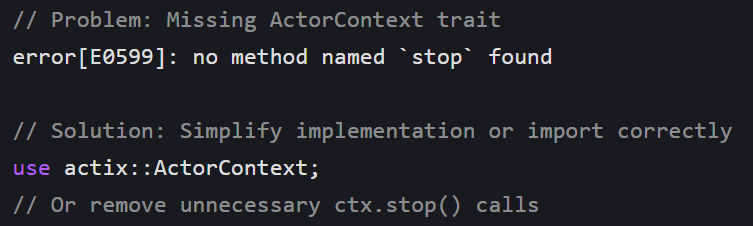 // Problem: Missing ActorContext trait
error[E0599]: no method named `stop` found
// Solution: Simplify implementation or import correctly
use actix::ActorContext;
// Or remove unnecessary ctx.stop() calls